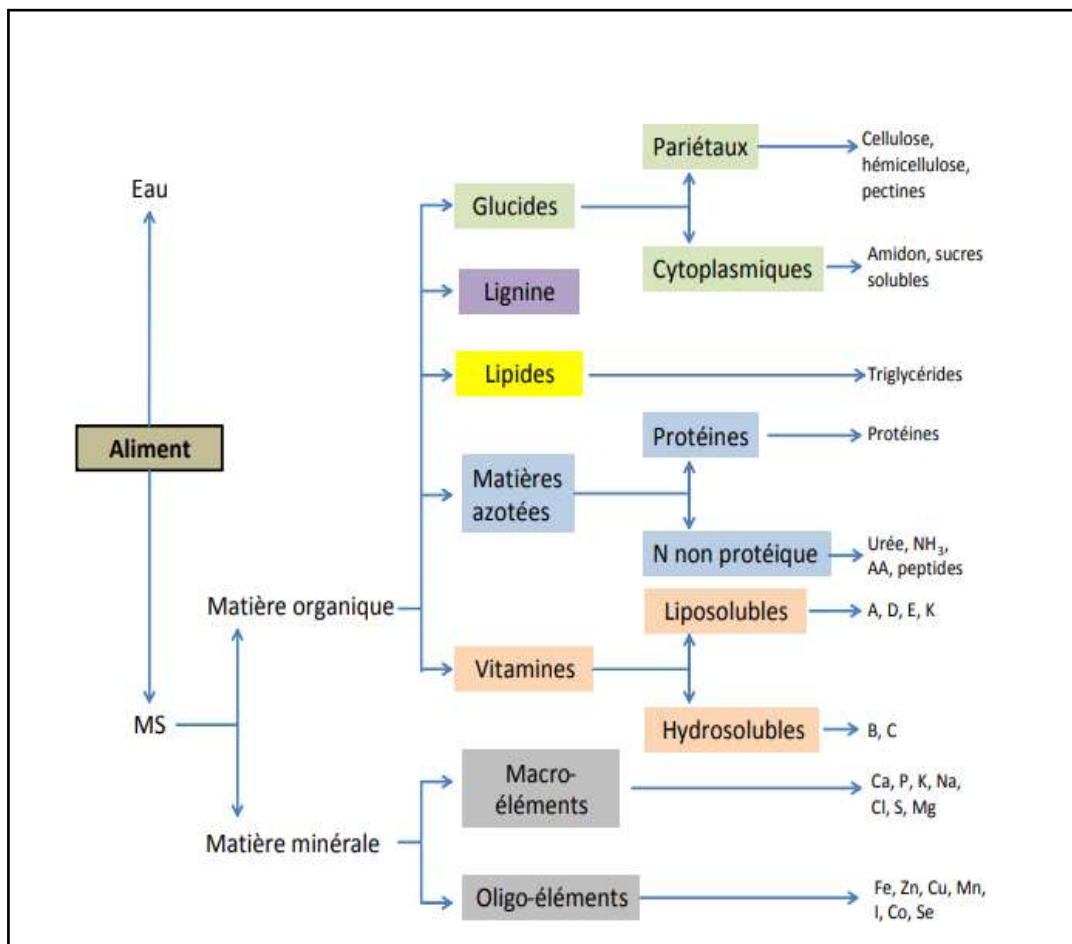 Eau
Aliment
MS
Matière organique
Matière minérale
Glucides
Pariétaux
Cellulose,
hémicellulose,
pectines
Cytoplasmiques
Amidon, sucres
solubles
Lignine
Lipides
Triglycérides
Matières
azotées
Protéines
Protéines
N non protéique
Urée, NH₃,
AA, peptides
Vitamines
Liposolubles
A, D, E, K
Hydrosolubles
B, C
Macro-
éléments
Ca, P, K, Na,
Cl, S, Mg
Oligo-éléments
Fe, Zn, Cu, Mn,
I, Co, Se